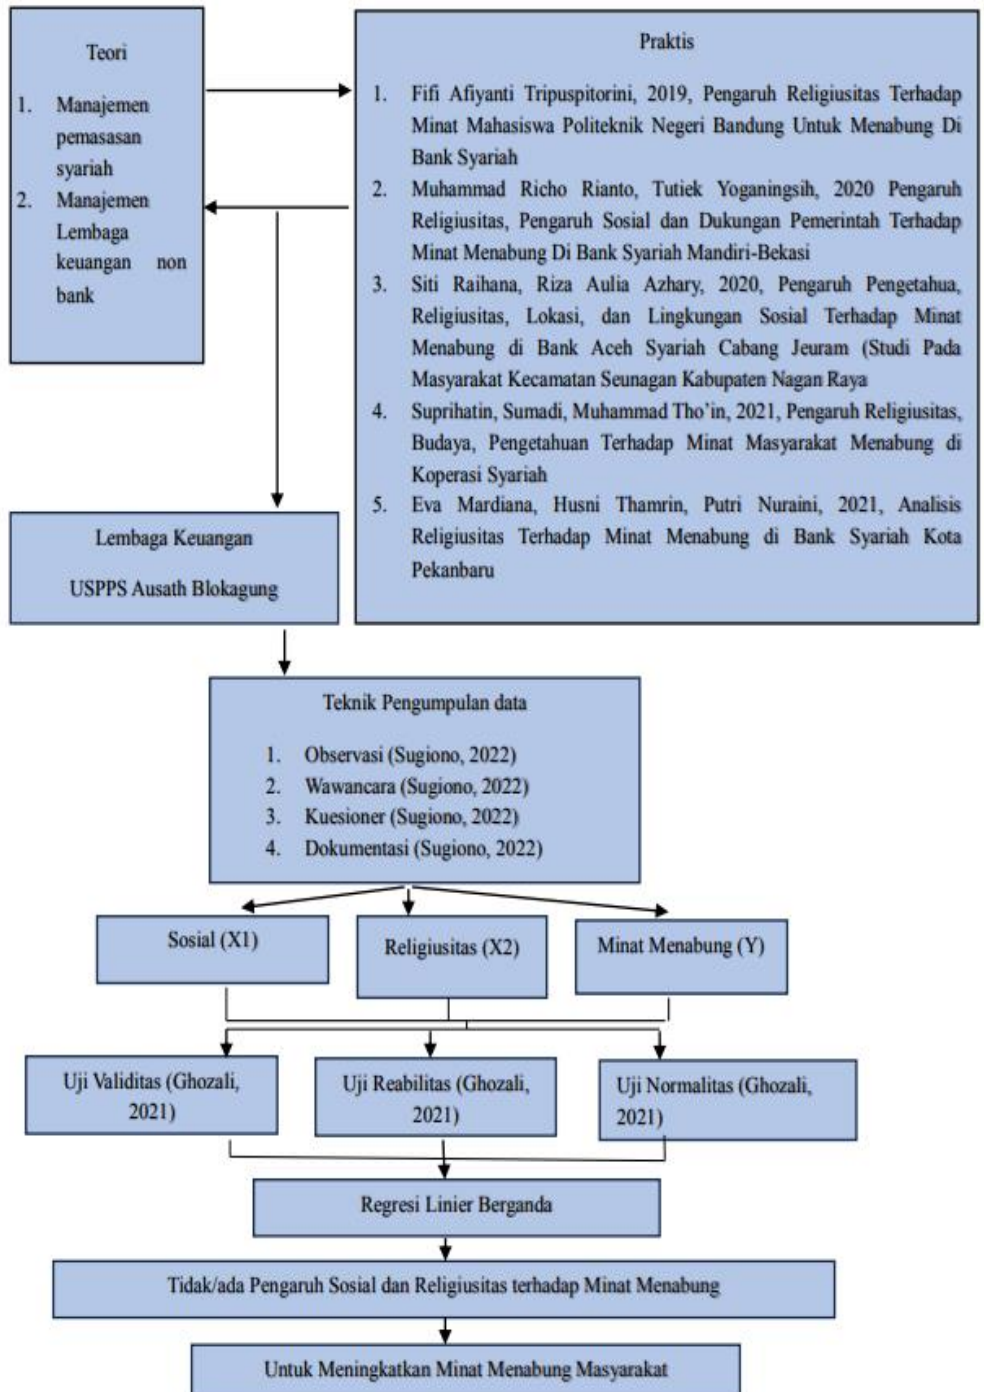 Teori
1. Manajemen
pemasasan
syariah
2. Manajemen
Lembaga
keuangan non
bank
Praktis
1. Fifi Afiyanti Tripuspitorini, 2019, Pengaruh Religiusitas Terhadap
Minat Mahasiswa Politeknik Negeri Bandung Untuk Menabung Di
Bank Syariah
2. Muhammad Richo Rianto, Tutiek Yoganingsih, 2020 Pengaruh
Religiusitas, Pengaruh Sosial dan Dukungan Pemerintah Terhadap
Minat Menabung Di Bank Syariah Mandiri-Bekasi
3. Siti Raihana, Riza Aulia Azhary, 2020, Pengaruh Pengetahua,
Religiusitas, Lokasi, dan Lingkungan Sosial Terhadap Minat
Menabung di Bank Aceh Syariah Cabang Jeuram (Studi Pada
Masyarakat Kecamatan Seunagan Kabupaten Nagan Raya
4. Suprihatin, Sumadi, Muhammad Tho’in, 2021, Pengaruh Religiusitas,
Budaya, Pengetahuan Terhadap Minat Masyarakat Menabung di
Koperasi Syariah
5. Eva Mardiana, Husni Thamrin, Putri Nuraini, 2021, Analisis
Religiusitas Terhadap Minat Menabung di Bank Syariah Kota
Pekanbaru
Lembaga Keuangan
USPPS Ausath Blokagung
Teknik Pengumpulan data
1. Observasi (Sugiono, 2022)
2. Wawancara (Sugiono, 2022)
3. Kuesioner (Sugiono, 2022)
4. Dokumentasi (Sugiono, 2022)
Sosial (X1)
Religiusitas (X2)
Minat Menabung (Y)
Uji Validitas (Ghozali,
2021)
Uji Reabilitas (Ghozali,
2021)
Uji Normalitas (Ghozali,
2021)
Regresi Linier Berganda
Tidak/ada Pengaruh Sosial dan Religiusitas terhadap Minat Menabung
Untuk Meningkatkan Minat Menabung Masyarakat